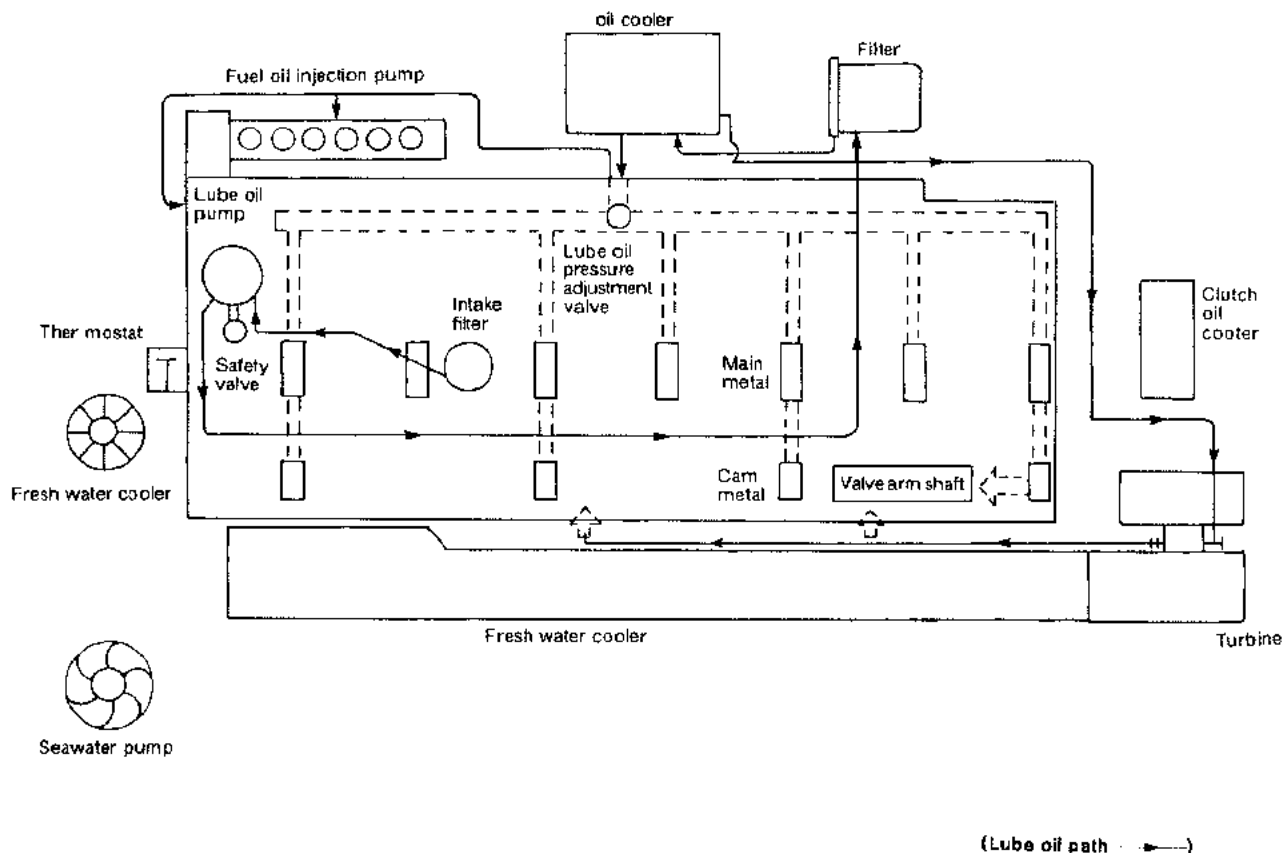 oil cooler
Filter
Fuel oil injection pump
Lube oil
pump
Lube oil
pressure
adjustment
valve
Intake
filter
Clutch
oil
cooter
Ther mostat
Safety
valve
Main
metal
Fresh water cooler
Cam
metal
Valve arm shaft
Fresh water cooler
Turbine
Seawater pump
(Lube oil path )